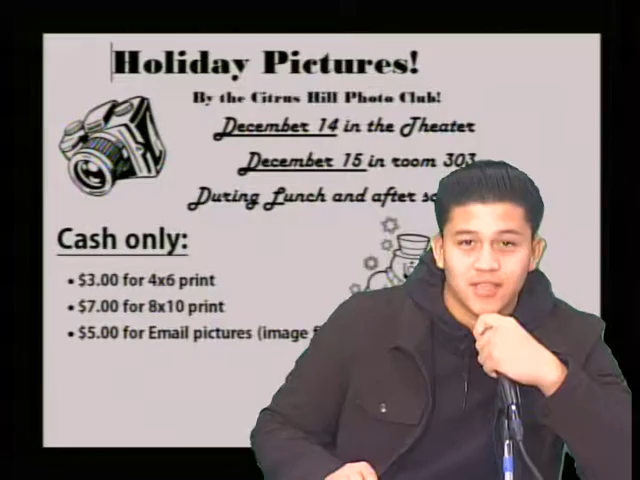 Holiday Pictures!
By the Citrus Hill Photo Club!
December 14 in the Theater
December 15 in room 303
During Lunch and after
Cash only:
• $3.00 for 4x6 print
• $7.00 for 8x10 print
• $5.00 for Email pictures (image